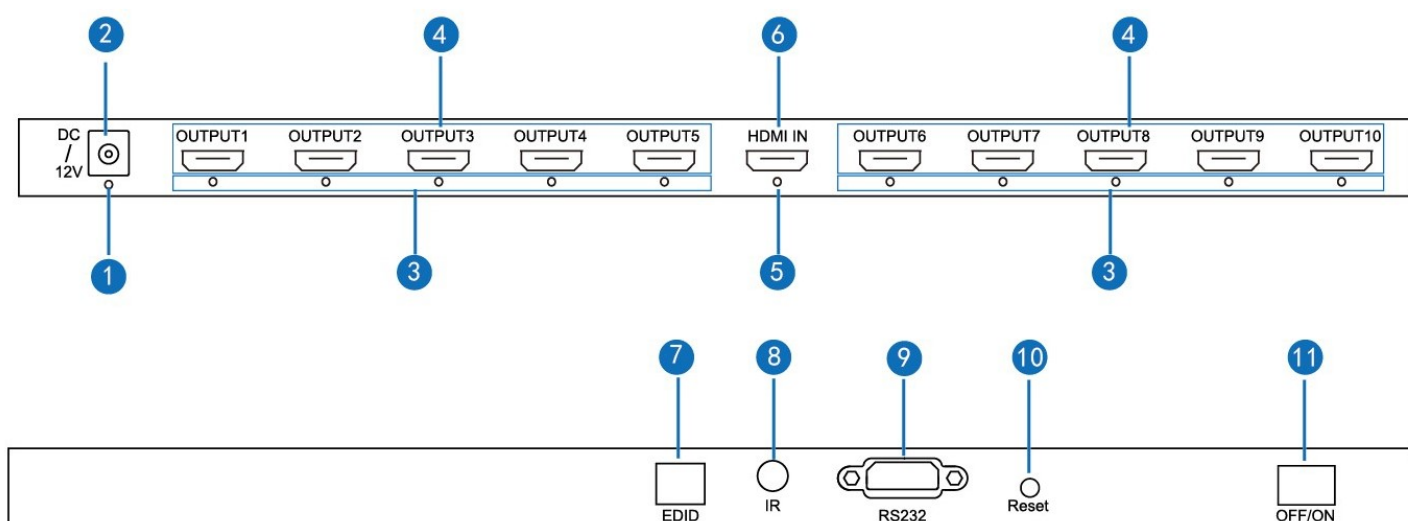 2 4 6 4
DC / 12V
OUTPUT1 OUTPUT2 OUTPUT3 OUTPUT4 OUTPUT5 HDMI IN OUTPUT6 OUTPUT7 OUTPUT8 OUTPUT9 OUTPUT10
1 3 5 3
7 8 9 10 11
EDID IR RS232 Reset OFF/ON